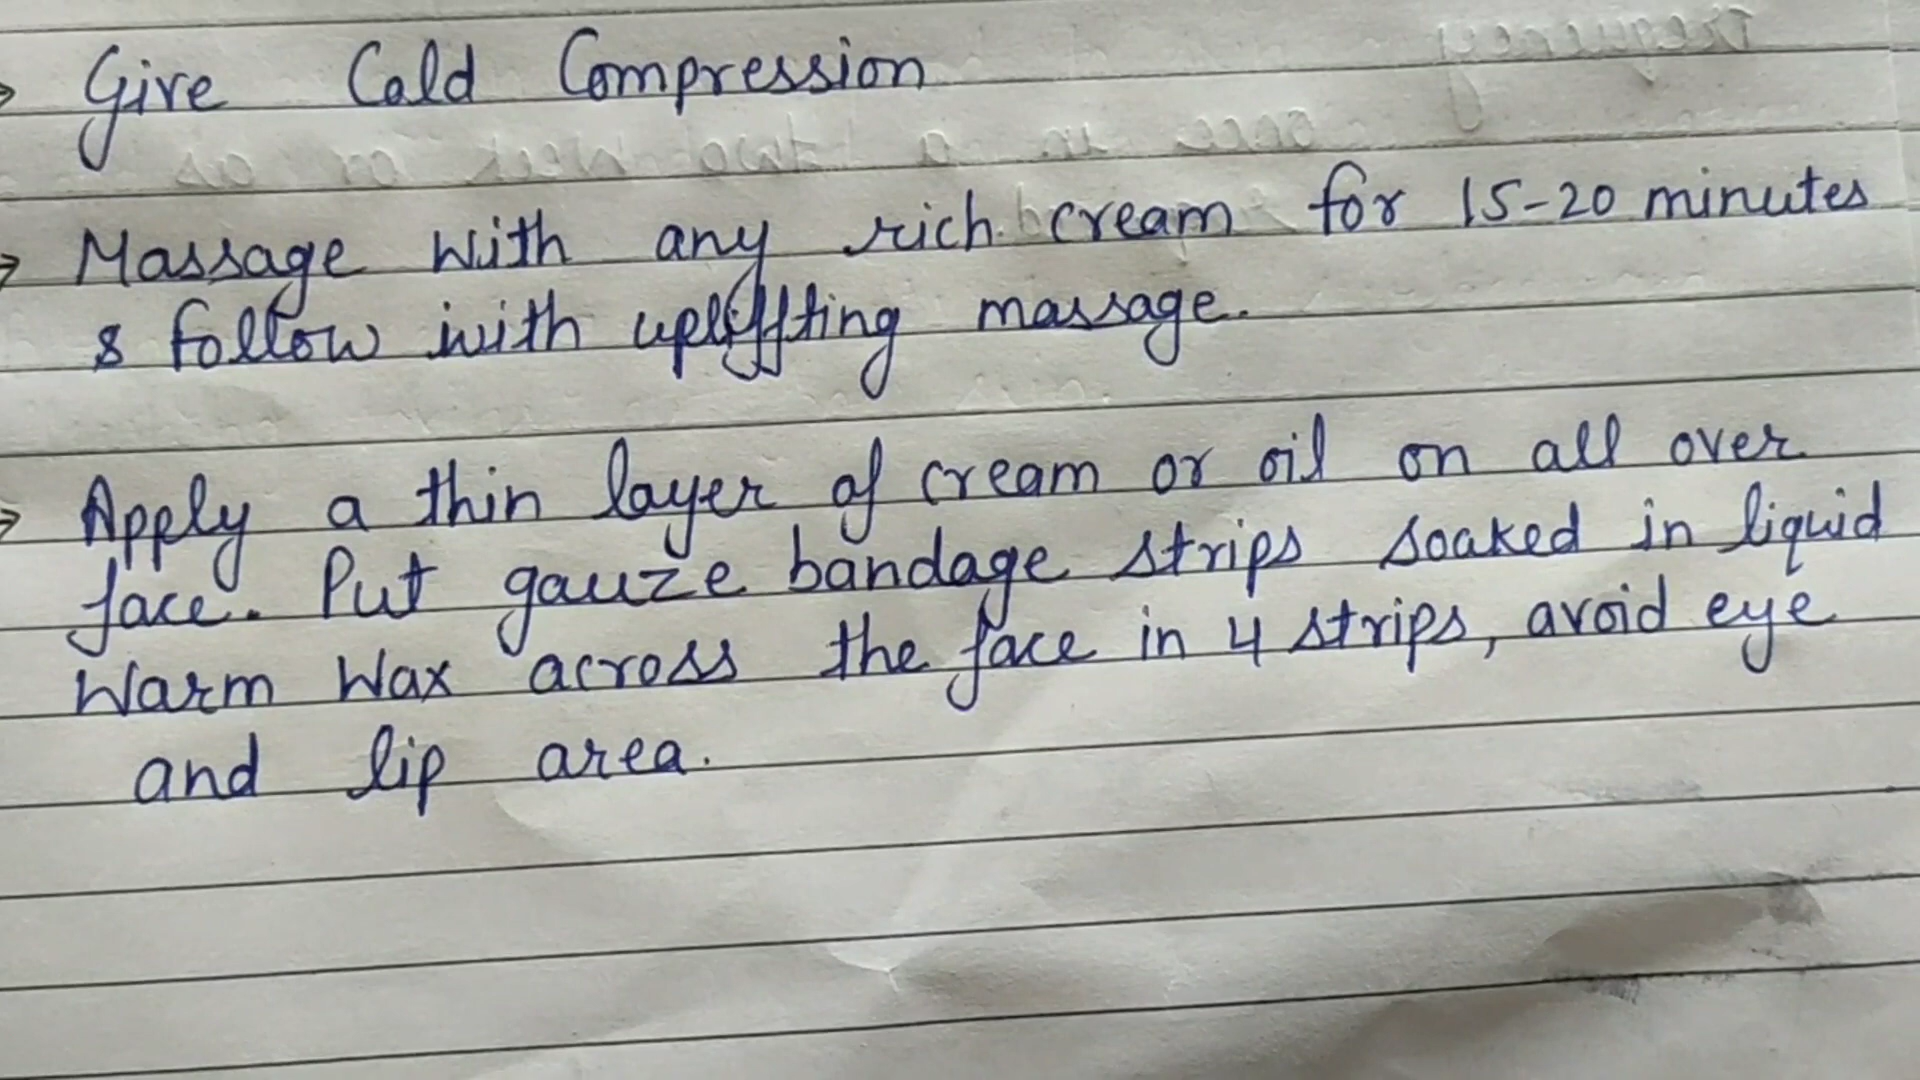 → Give Cold Compression
→ Massage with any rich cream for 15-20 minutes
& follow with upliffting massage.
→ Apply a thin layer of cream or oil on all over
face. Put gauze bandage strips soaked in liquid
Warm Wax across the face in 4 strips, avoid eye
and lip area.